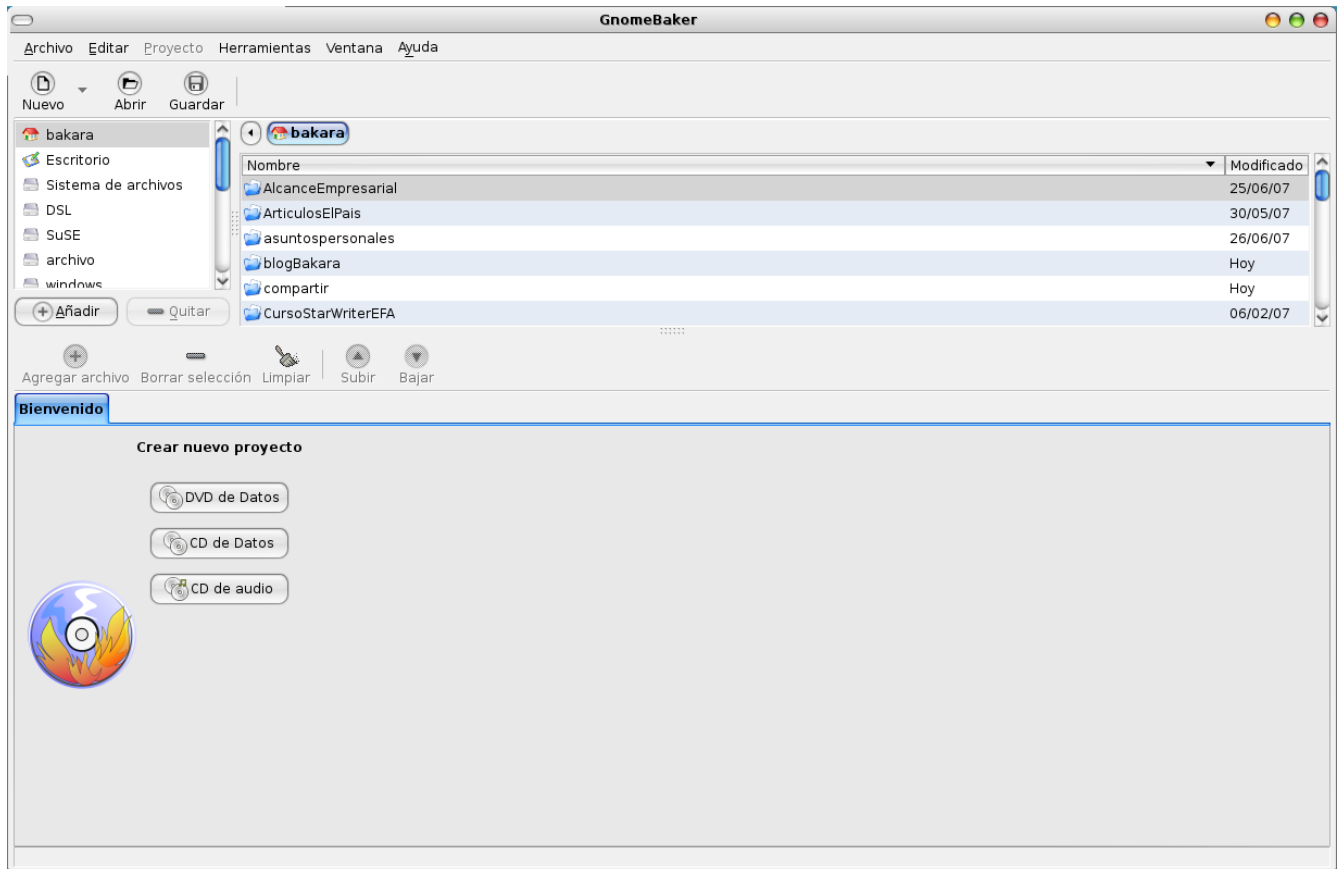 GnomeBaker
Archivo Editar Proyecto Herramientas Ventana Ayuda
Nuevo Abrir Guardar
bakara
Escritorio
Sistema de archivos
DSL
SuSE
archivo
windows
Añadir Quitar
bakara
Nombre Modificado
AlcanceEmpresarial 25/06/07
ArticulosElPais 30/05/07
asuntospersonales 26/06/07
blogBakara Hoy
compartir Hoy
CursoStarWriterEFA 06/02/07
Agregar archivo Borrar selección Limpiar Subir Bajar
Bienvenido
Crear nuevo proyecto
DVD de Datos
CD de Datos
CD de audio